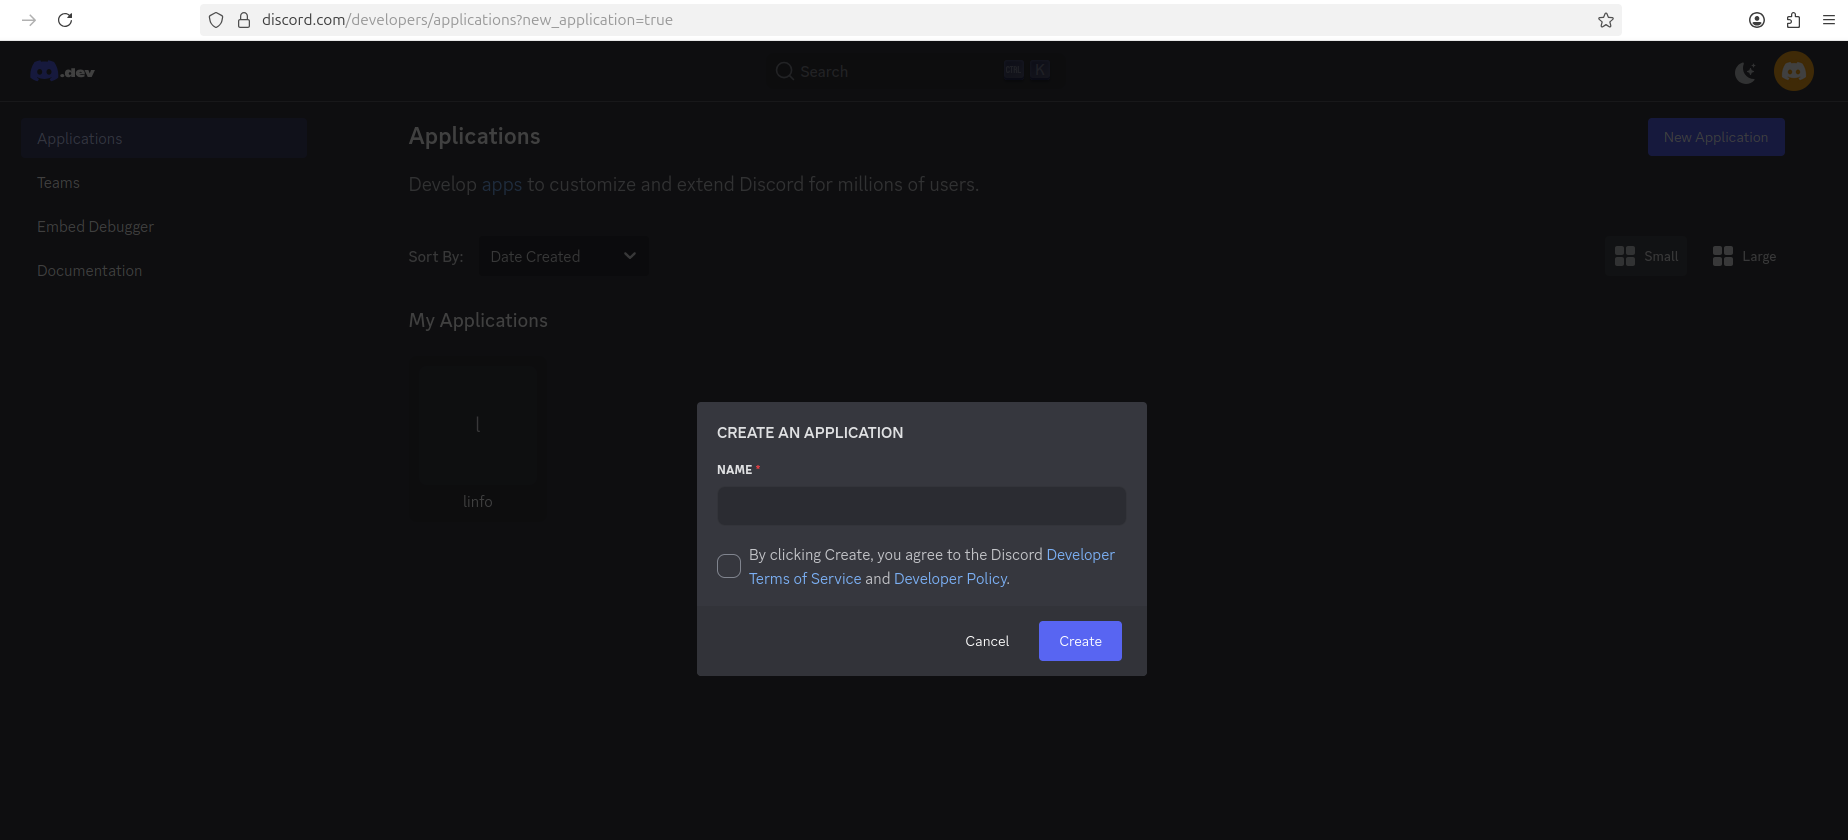 discord.com/developers/applications?new_application=true
.dev
Search
CTRL K
Applications
Teams
Embed Debugger
Documentation
Applications
New Application
Develop apps to customize and extend Discord for millions of users.
Sort By: Date Created
Small Large
My Applications
l
linfo
CREATE AN APPLICATION
NAME *
By clicking Create, you agree to the Discord Developer
Terms of Service and Developer Policy.
Cancel Create